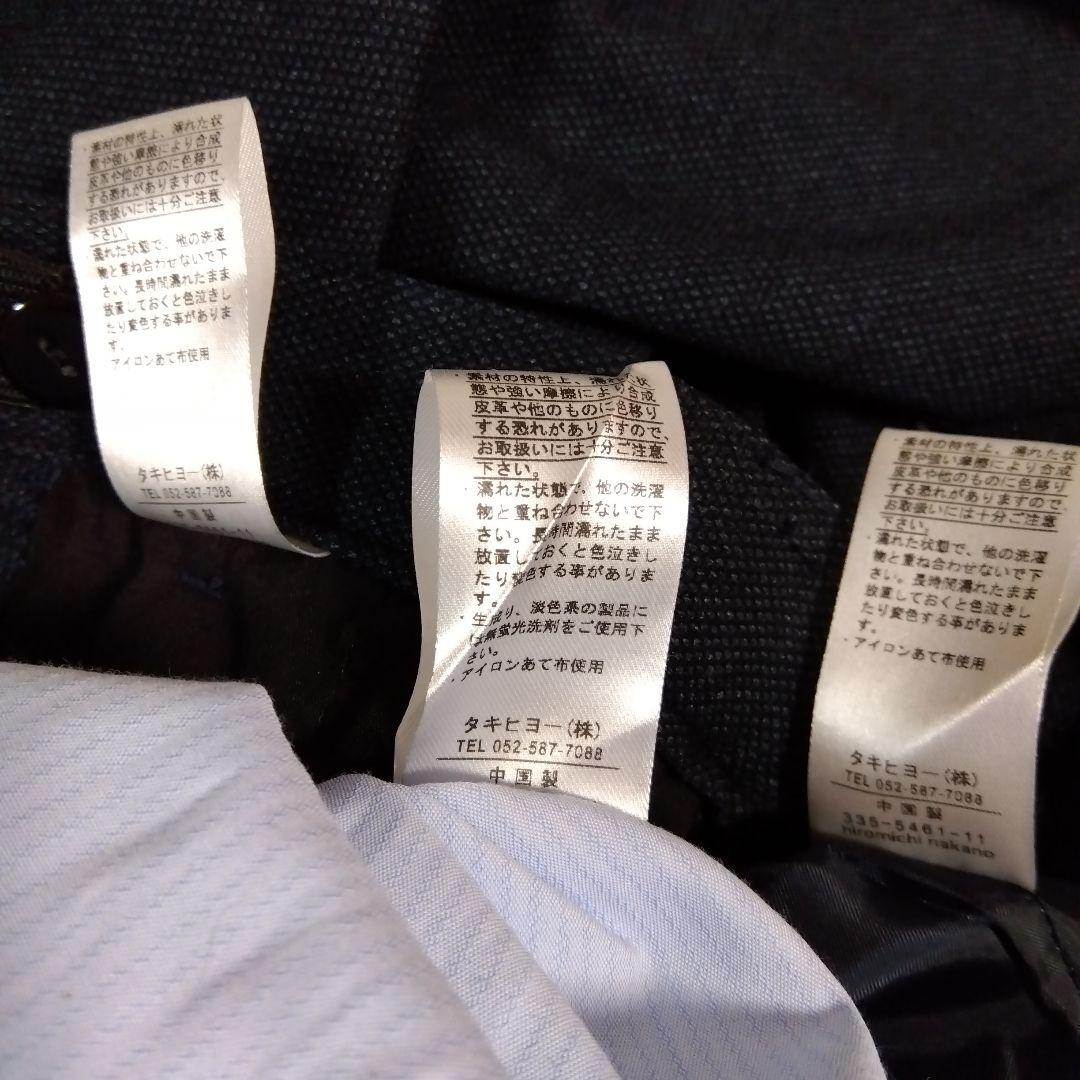 ・素材の特性上、濡れた状
態や強い摩擦により合成
皮革や他のものに色移り
する恐れがありますので、
お取扱いには十分ご注意
下さい。
・濡れた状態で、他の洗濯
物と重ね合わせないで下
さい。長時間濡れたまま
放置しておくと色泣きし
たり変色する事がありま
す。
・アイロンあて布使用
タキヒヨー(株)
TEL 052-587-7088
中国製
・素材の特性上、濡れた状
態や強い摩擦により合成
皮革や他のものに色移り
する恐れがありますので、
お取扱いには十分ご注意
下さい。
・濡れた状態で、他の洗濯
物と重ね合わせないで下
さい。長時間濡れたまま
放置しておくと色泣きし
たり変色する事がありま
す。
・生成り、淡色系の製品に
は無蛍光洗剤をご使用下
さい。
・アイロンあて布使用
タキヒヨー(株)
TEL 052-587-7088
中国製
・素材の特性上、濡れた状
態や強い摩擦により合成
皮革や他のものに色移り
する恐れがありますので、
お取扱いには十分ご注意
下さい。
・濡れた状態で、他の洗濯
物と重ね合わせないで下
さい。長時間濡れたまま
放置しておくと色泣きし
たり変色する事がありま
す。
・アイロンあて布使用
タキヒヨー(株)
TEL 052-587-7088
中国製
335-5461-11
hiromichi nakano